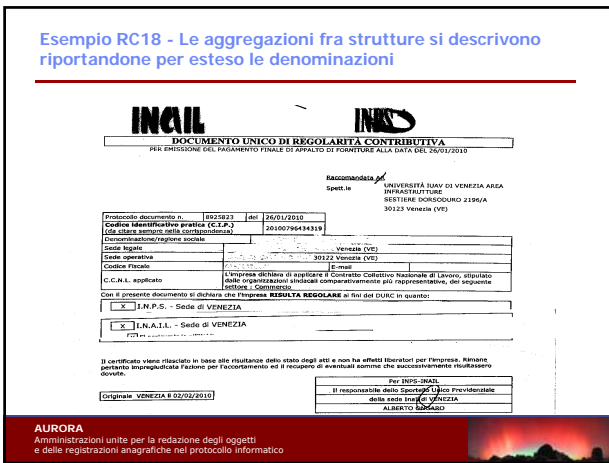 Esempio RC18 - Le aggregazioni fra strutture si descrivono
riportandone per esteso le denominazioni
INAIL INPS
DOCUMENTO UNICO DI REGOLARITÀ CONTRIBUTIVA
PER EMISSIONE DEL PAGAMENTO FINALE DI APPALTO DI FORNITURE ALLA DATA DEL 26/01/2010
Raccomandata AR
Spett.le UNIVERSITÀ IUAV DI VENEZIA AREA
INFRASTRUTTURE
SESTIERE DORSODURO 2196/A
30123 Venezia (VE)
Protocollo documento n. 8925823 del 26/01/2010
Codice Identificativo pratica (C.I.P.) 20100796434319
(da citare sempre nella corrispondenza)
Denominazione/ragione sociale
Sede legale Venezia (VE)
Sede operativa 30122 Venezia (VE)
Codice Fiscale E-mail
C.C.N.L. applicato L'impresa dichiara di applicare il Contratto Collettivo Nazionale di Lavoro, stipulato
dalle organizzazioni sindacali comparativamente più rappresentative, del seguente
settore : Commercio
Con il presente documento si dichiara che l'impresa RISULTA REGOLARE ai fini del DURC in quanto:
X I.N.P.S. - Sede di VENEZIA
X I.N.A.I.L. - Sede di VENEZIA
Il certificato viene rilasciato in base alle risultanze dello stato degli atti e non ha effetti liberatori per l'impresa. Rimane
pertanto impregiudicata l'azione per l'accertamento ed il recupero di eventuali somme che successivamente risultassero
dovute.
Per INPS-INAIL
Il responsabile dello Sportello Unico Previdenziale
Originale VENEZIA il 02/02/2010
della sede Inail di VENEZIA
ALBERTO ONGARO
AURORA
Amministrazioni unite per la redazione degli oggetti
e delle registrazioni anagrafiche nel protocollo informatico